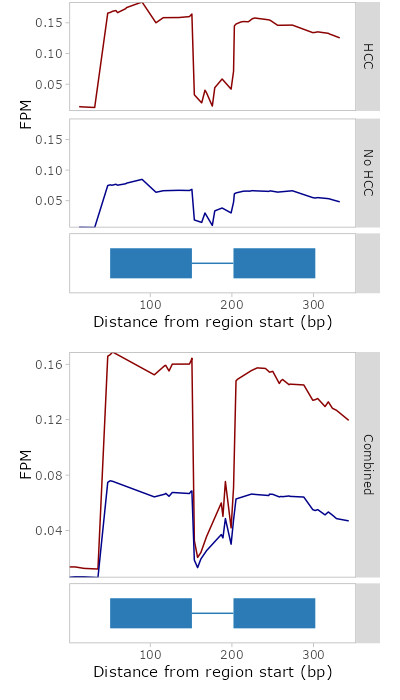 0.15
0.10
0.05
HCC
FPM
0.15
0.10
0.05
No HCC
100 200 300
Distance from region start (bp)
0.16
0.12
0.08
0.04
FPM
Combined
100 200 300
Distance from region start (bp)